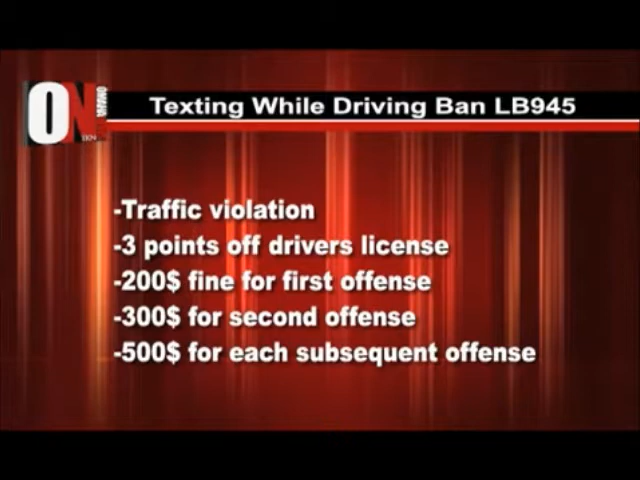 ON
Texting While Driving Ban LB945
-Traffic violation
-3 points off drivers license
-200$ fine for first offense
-300$ for second offense
-500$ for each subsequent offense